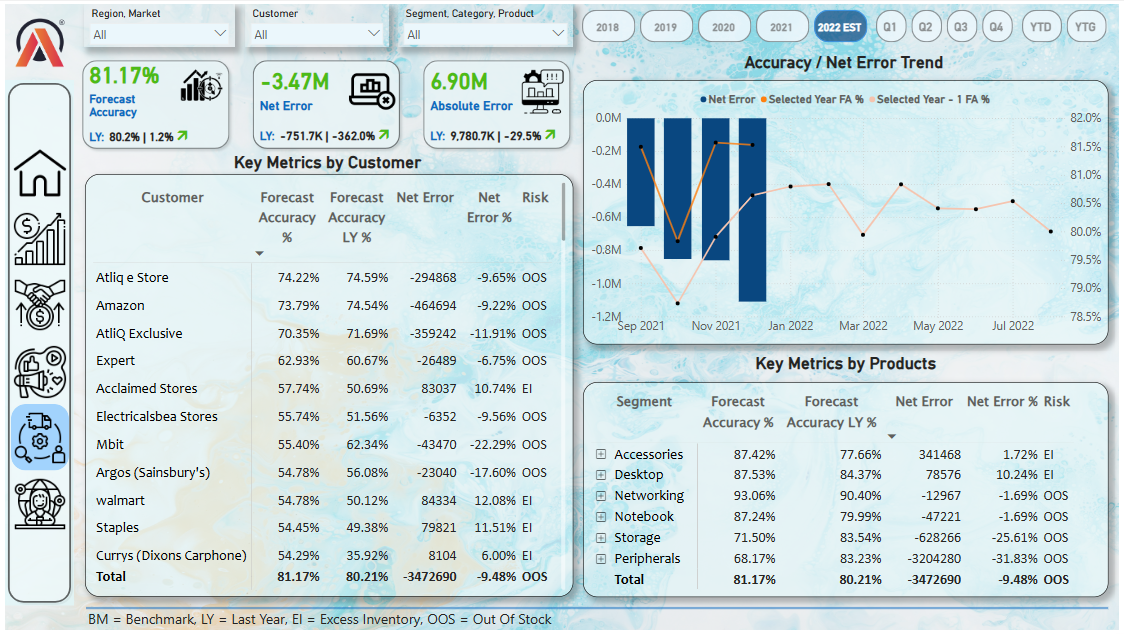 Region, Market
Customer
Segment, Category, Product
All
All
All
2018
2019
2020
2021
2022 EST
Q1
Q2
Q3
Q4
YTD
YTG
81.17%
Forecast
Accuracy
LY: 80.2% | 1.2%
-3.47M
Net Error
LY: -751.7K | -362.0%
6.90M
Absolute Error
LY: 9,780.7K | -29.5%
Accuracy / Net Error Trend
Net Error Selected Year FA % Selected Year - 1 FA %
0.0M
-0.2M
-0.4M
-0.6M
-0.8M
-1.0M
-1.2M
82.0%
81.5%
81.0%
80.5%
80.0%
79.5%
79.0%
78.5%
Sep 2021 Nov 2021 Jan 2022 Mar 2022 May 2022 Jul 2022
Key Metrics by Customer
Customer Forecast Accuracy % Forecast Accuracy LY % Net Error Net Error % Risk
Atliq e Store 74.22% 74.59% -294868 -9.65% OOS
Amazon 73.79% 74.54% -464694 -9.22% OOS
AtliQ Exclusive 70.35% 71.69% -359242 -11.91% OOS
Expert 62.93% 60.67% -26489 -6.75% OOS
Acclaimed Stores 57.74% 50.69% 83037 10.74% EI
Electricalsbea Stores 55.74% 51.56% -6352 -9.56% OOS
Mbit 55.40% 62.34% -43470 -22.29% OOS
Argos (Sainsbury's) 54.78% 56.08% -23040 -17.60% OOS
walmart 54.78% 50.12% 84334 12.08% EI
Staples 54.45% 49.38% 79821 11.51% EI
Currys (Dixons Carphone) 54.29% 35.92% 8104 6.00% EI
Total 81.17% 80.21% -3472690 -9.48% OOS
Key Metrics by Products
Segment Forecast Accuracy % Forecast Accuracy LY % Net Error Net Error % Risk
Accessories 87.42% 77.66% 341468 1.72% EI
Desktop 87.53% 84.37% 78576 10.24% EI
Networking 93.06% 90.40% -12967 -1.69% OOS
Notebook 87.24% 79.99% -47221 -1.69% OOS
Storage 71.50% 83.54% -628266 -25.61% OOS
Peripherals 68.17% 83.23% -3204280 -31.83% OOS
Total 81.17% 80.21% -3472690 -9.48% OOS
BM = Benchmark, LY = Last Year, EI = Excess Inventory, OOS = Out Of Stock